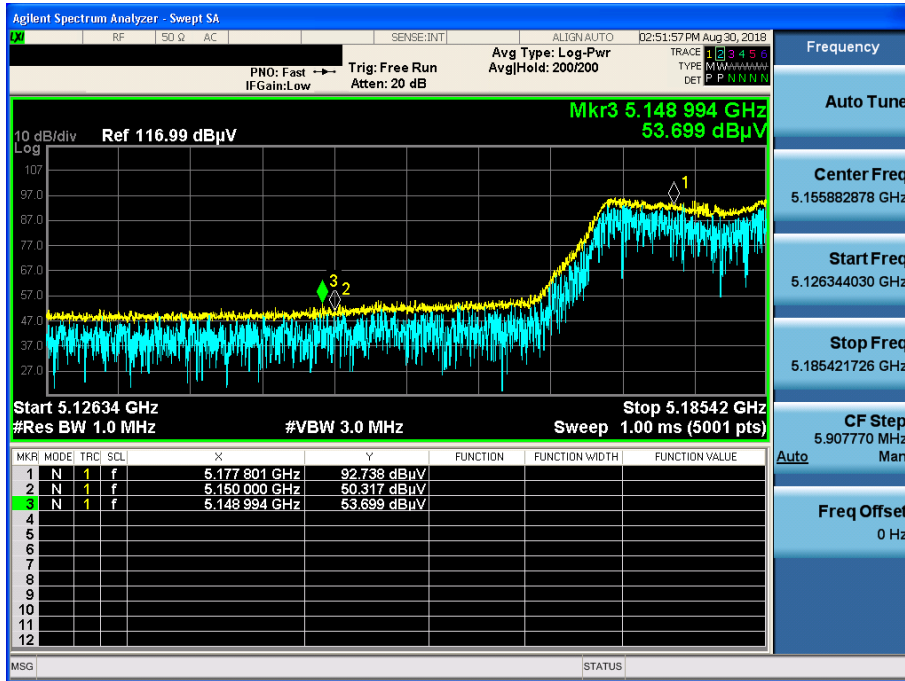 Agilent Spectrum Analyzer - Swept SA
LXI RF 50 Ω AC SENSE:INT ALIGN AUTO 02:51:57 PM Aug 30, 2018
PNO: Fast Trig: Free Run Avg Type: Log-Pwr TRACE 1 2 3 4 5 6
IFGain:Low Atten: 20 dB Avg|Hold: 200/200 TYPE M W
DET P P N N N N
Mkr3 5.148 994 GHz
10 dB/div Ref 116.99 dBµV 53.699 dBµV
Log
107
97.0
87.0
77.0
67.0
57.0
47.0
37.0
27.0
1
3
2
Start 5.12634 GHz Stop 5.18542 GHz
#Res BW 1.0 MHz #VBW 3.0 MHz Sweep 1.00 ms (5001 pts)
MKR MODE TRC SCL X Y FUNCTION FUNCTION WIDTH FUNCTION VALUE
1 N 1 f 5.177 801 GHz 92.738 dBµV
2 N 1 f 5.150 000 GHz 50.317 dBµV
3 N 1 f 5.148 994 GHz 53.699 dBµV
4
5
6
7
8
9
10
11
12
MSG STATUS
Frequency
Auto Tune
Center Freq
5.155882878 GHz
Start Freq
5.126344030 GHz
Stop Freq
5.185421726 GHz
CF Step
5.907770 MHz
Auto Man
Freq Offset
0 Hz